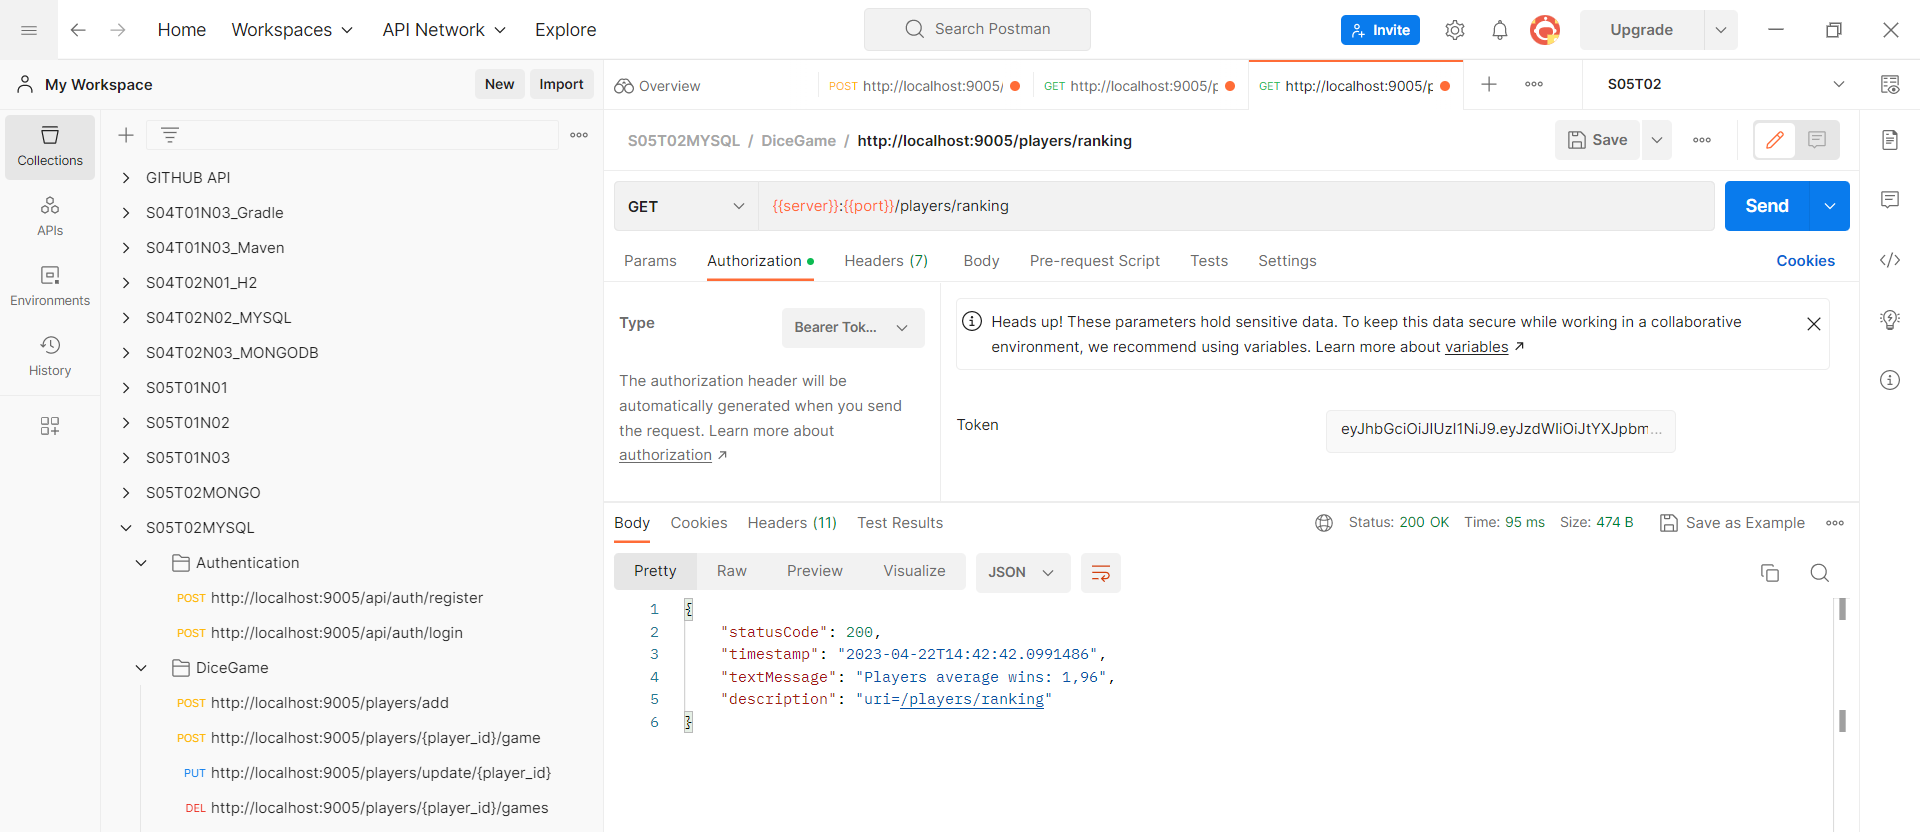 Home Workspaces API Network Explore Search Postman Invite Upgrade
My Workspace New Import
Overview POST http://localhost:9005/ GET http://localhost:9005/p GET http://localhost:9005/p S05T02
Collections
APIs
Environments
History
GITHUB API
S04T01N03_Gradle
S04T01N03_Maven
S04T02N01_H2
S04T02N02_MYSQL
S04T02N03_MONGODB
S05T01N01
S05T01N02
S05T01N03
S05T02MONGO
S05T02MYSQL
Authentication
POST http://localhost:9005/api/auth/register
POST http://localhost:9005/api/auth/login
DiceGame
POST http://localhost:9005/players/add
POST http://localhost:9005/players/{player_id}/game
PUT http://localhost:9005/players/update/{player_id}
DEL http://localhost:9005/players/{player_id}/games
S05T02MYSQL / DiceGame / http://localhost:9005/players/ranking Save
GET {{server}}:{{port}}/players/ranking Send
Params Authorization Headers (7) Body Pre-request Script Tests Settings Cookies
Type Bearer Tok...
The authorization header will be
automatically generated when you send
the request. Learn more about
authorization ↗
Heads up! These parameters hold sensitive data. To keep this data secure while working in a collaborative
environment, we recommend using variables. Learn more about variables ↗
Token eyJhbGciOiJIUzI1NiJ9.eyJzdWIiOiJtYXJpbm...
Body Cookies Headers (11) Test Results Status: 200 OK Time: 95 ms Size: 474 B Save as Example
Pretty Raw Preview Visualize JSON
1 {
2 "statusCode": 200,
3 "timestamp": "2023-04-22T14:42:42.0991486",
4 "textMessage": "Players average wins: 1,96",
5 "description": "uri=/players/ranking"
6 }